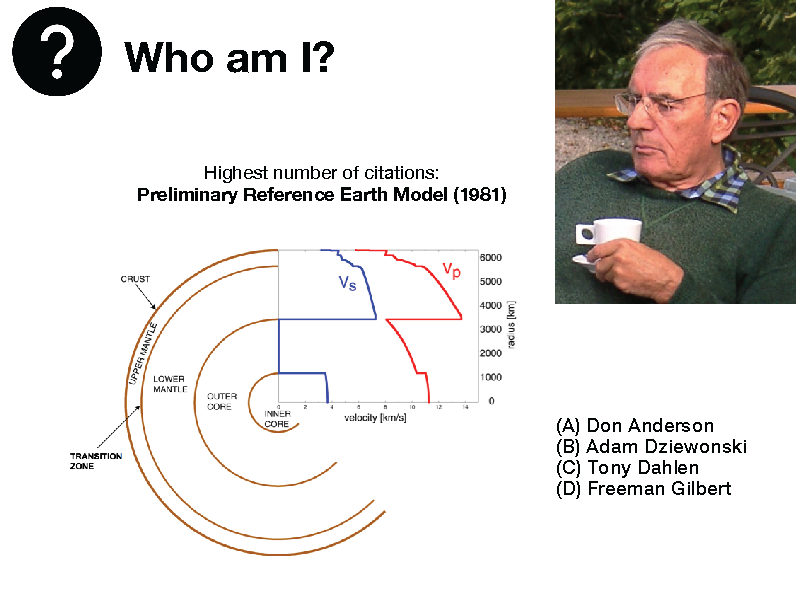 ?
Who am I?
Highest number of citations:
Preliminary Reference Earth Model (1981)
CRUST
UPPER MANTLE
LOWER
MANTLE
OUTER
CORE
INNER
CORE
TRANSITION
ZONE
Vs
Vp
6000
5000
4000
3000
2000
1000
0
radius [km]
0 2 4 6 8 10 12 14
velocity [km/s]
(A) Don Anderson
(B) Adam Dziewonski
(C) Tony Dahlen
(D) Freeman Gilbert